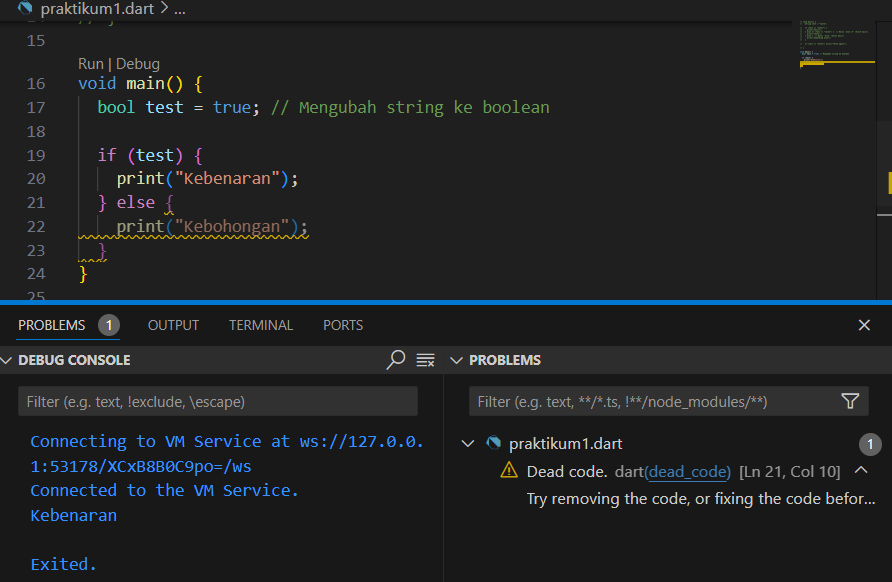 praktikum1.dart > ...
15
Run | Debug
16 void main() {
17 bool test = true; // Mengubah string ke boolean
18
19 if (test) {
20 print("Kebenaran");
21 } else {
22 print("Kebohongan");
23 }
24 }
25
PROBLEMS 1 OUTPUT TERMINAL PORTS
DEBUG CONSOLE
Filter (e.g. text, !exclude, \escape)
Connecting to VM Service at ws://127.0.0.
1:53178/XCxB8B0C9po=/ws
Connected to the VM Service.
Kebenaran
Exited.
PROBLEMS
Filter (e.g. text, **/*.ts, !**/node_modules/**)
praktikum1.dart 1
Dead code. dart(dead_code) [Ln 21, Col 10]
Try removing the code, or fixing the code befor...